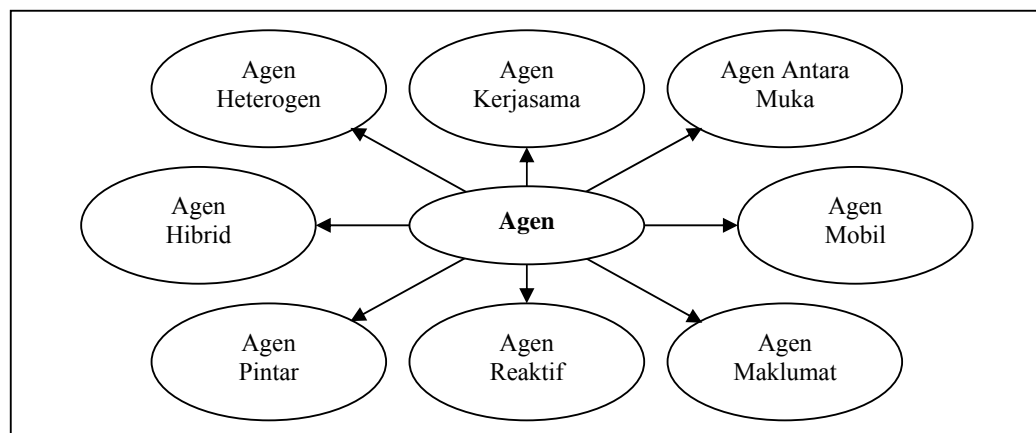 Agen
Heterogen
Agen
Kerjasama
Agen Antara
Muka
Agen
Hibrid
Agen
Agen
Mobil
Agen
Pintar
Agen
Reaktif
Agen
Maklumat